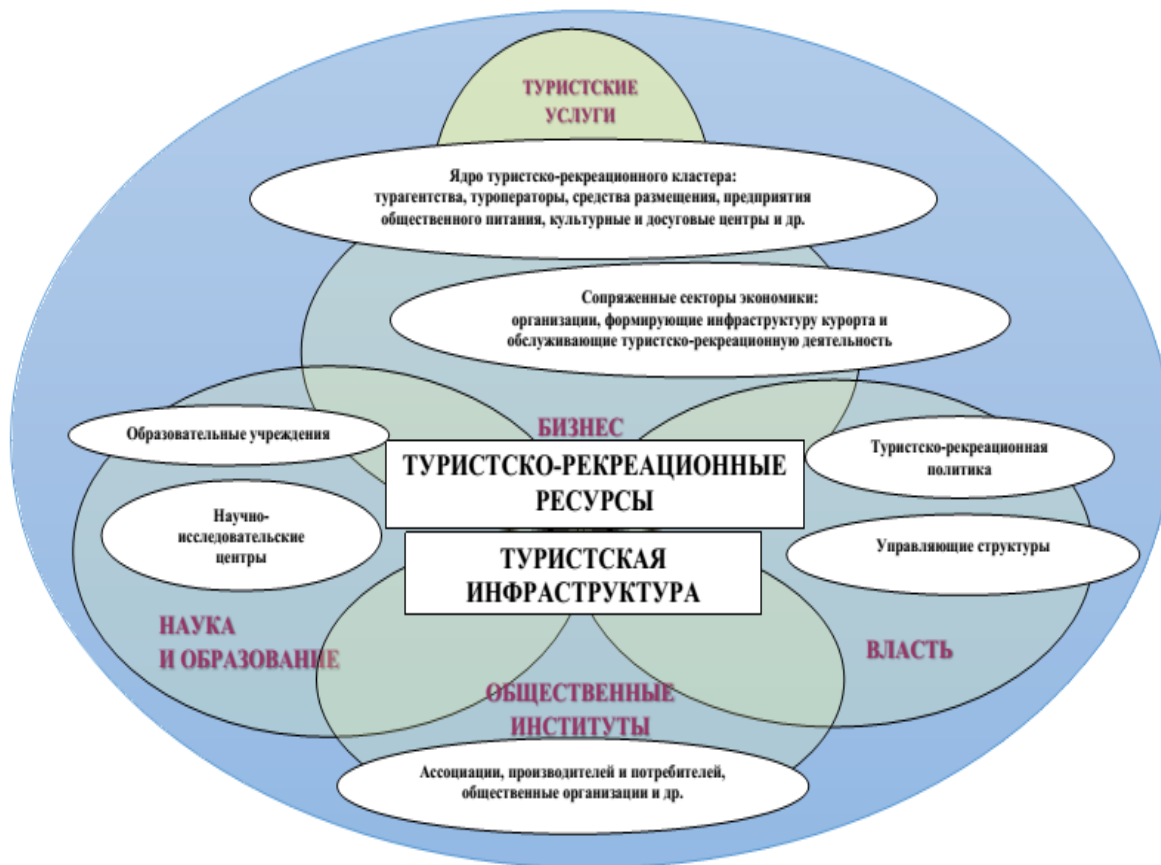 ТУРИСТСКИЕ
УСЛУГИ
Ядро туристско-рекреационного кластера:
турагентства, туроператоры, средства размещения, предприятия
общественного питания, культурные и досуговые центры и др.
Сопряженные секторы экономики:
организации, формирующие инфраструктуру курорта и
обслуживающие туристско-рекреационную деятельность
БИЗНЕС
Образовательные учреждения
Туристско-рекреационная
политика
ТУРИСТСКО-РЕКРЕАЦИОННЫЕ
РЕСУРСЫ
Научно-
исследовательские
центры
Управляющие структуры
ТУРИСТСКАЯ
ИНФРАСТРУКТУРА
НАУКА
И ОБРАЗОВАНИЕ
ВЛАСТЬ
ОБЩЕСТВЕННЫЕ
ИНСТИТУТЫ
Ассоциации, производителей и потребителей,
общественные организации и др.